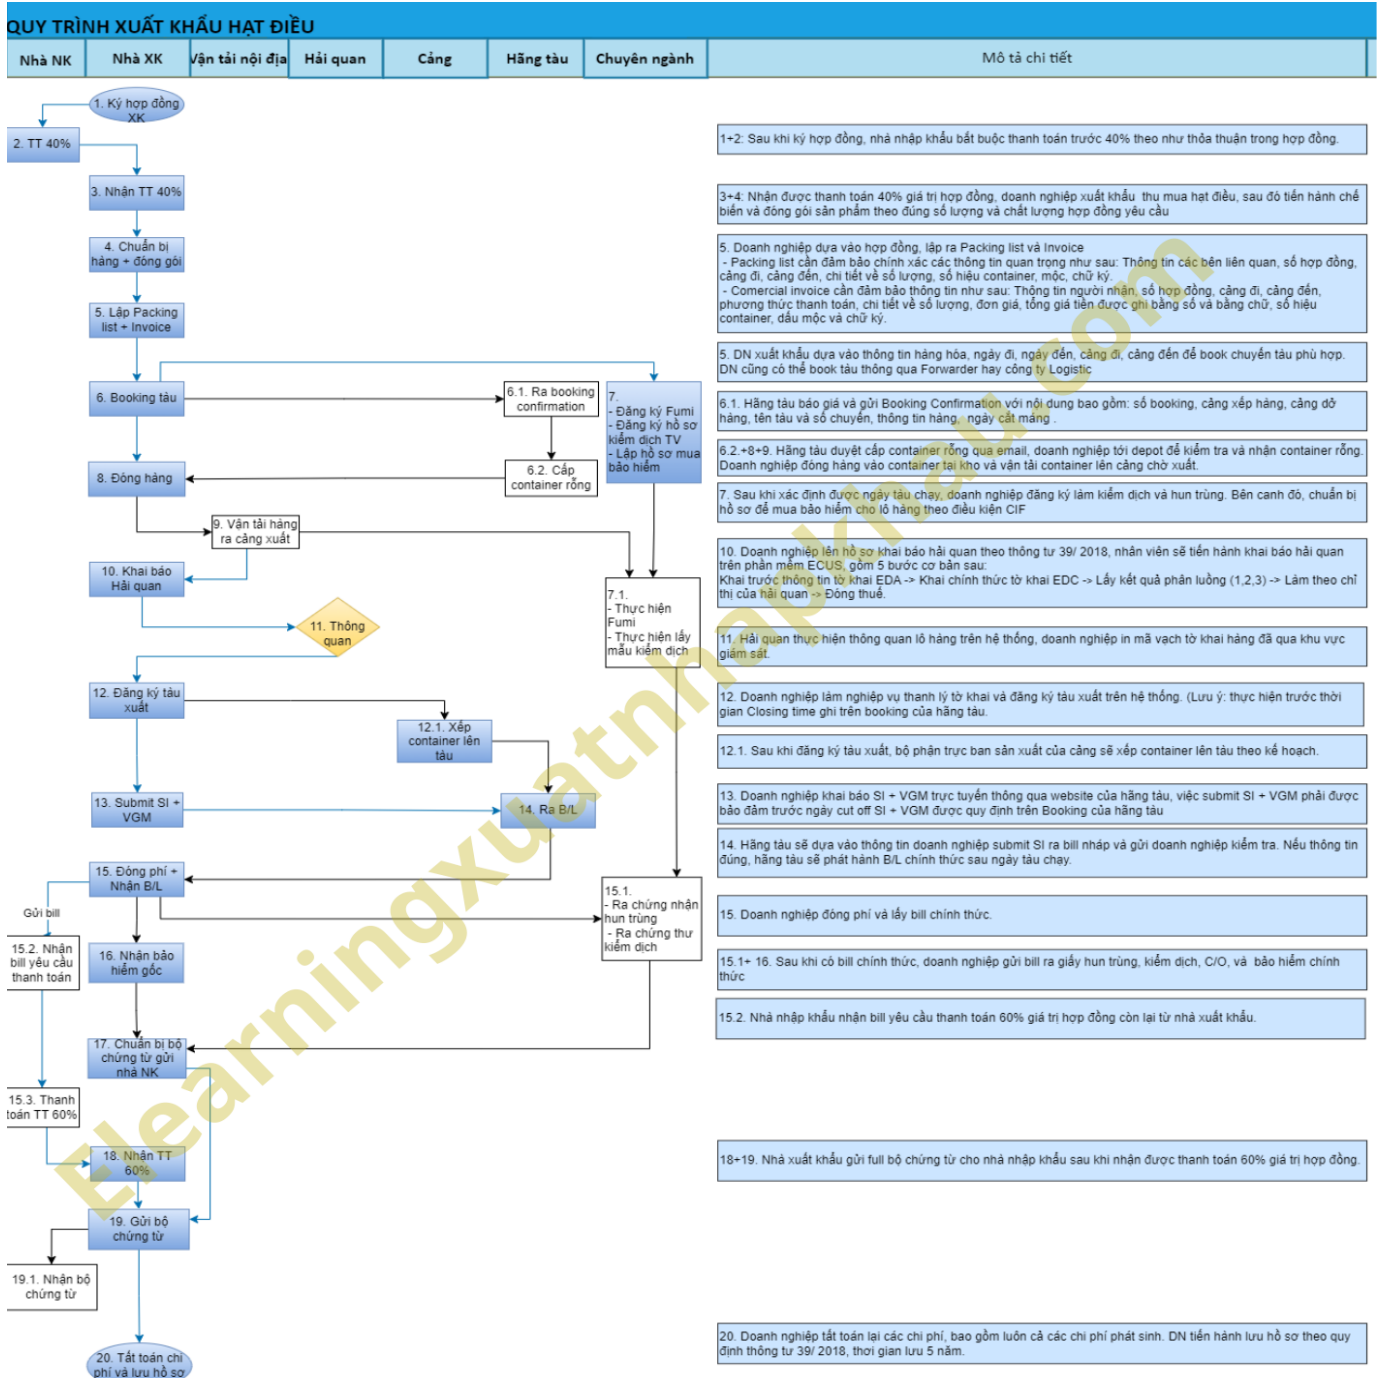 QUY TRÌNH XUẤT KHẨU HẠT ĐIỀU
Nhà NK
Nhà XK
Vận tải nội địa
Hải quan
Cảng
Hãng tàu
Chuyên ngành
Mô tả chi tiết
1. Ký hợp đồng
XK
2. TT 40%
3. Nhận TT 40%
4. Chuẩn bị
hàng + đóng gói
5. Lập Packing
list + Invoice
6. Booking tàu
6.1. Ra booking
confirmation
7.
- Đăng ký Fumi
- Đăng ký hồ sơ
kiểm dịch TV
- Lập hồ sơ mua
bảo hiểm
6.2. Cấp
container rỗng
8. Đóng hàng
9. Vận tải hàng
ra cảng xuất
10. Khai báo
Hải quan
7.1.
- Thực hiện
Fumi
- Thực hiện lấy
mẫu kiểm dịch
11. Thông
quan
12. Đăng ký tàu
xuất
12.1. Xếp
container lên
tàu
13. Submit SI +
VGM
14. Ra B/L
15. Đóng phí +
Nhận B/L
Gửi bill
15.1.
- Ra chứng nhận
hun trùng
- Ra chứng thư
kiểm dịch
15.2. Nhận
bill yêu cầu
thanh toán
16. Nhận bảo
hiểm gốc
17. Chuẩn bị bộ
chứng từ gửi
nhà NK
15.3. Thanh
toán TT 60%
18. Nhận TT
60%
19. Gửi bộ
chứng từ
19.1. Nhận bộ
chứng từ
20. Tất toán chi
phí và lưu hồ sơ
1+2: Sau khi ký hợp đồng, nhà nhập khẩu bắt buộc thanh toán trước 40% theo như thỏa thuận trong hợp đồng.
3+4: Nhận được thanh toán 40% giá trị hợp đồng, doanh nghiệp xuất khẩu thu mua hạt điều, sau đó tiến hành chế
biến và đóng gói sản phẩm theo đúng số lượng và chất lượng hợp đồng yêu cầu
5. Doanh nghiệp dựa vào hợp đồng, lập ra Packing list và Invoice
- Packing list cần đảm bảo chính xác các thông tin quan trọng như sau: Thông tin các bên liên quan, số hợp đồng,
cảng đi, cảng đến, chi tiết về số lượng, số hiệu container, mộc, chữ ký.
- Comercial invoice cần đảm bảo thông tin như sau: Thông tin người nhận, số hợp đồng, cảng đi, cảng đến,
phương thức thanh toán, chi tiết về số lượng, đơn giá, tổng giá tiền được ghi bằng số và bằng chữ, số hiệu
container, dấu mộc và chữ ký.
5. DN xuất khẩu dựa vào thông tin hàng hóa, ngày đi, ngày đến, cảng đi, cảng đến để book chuyến tàu phù hợp.
DN cũng có thể book tàu thông qua Forwarder hay công ty Logistic
6.1. Hãng tàu báo giá và gửi Booking Confirmation với nội dung bao gồm: số booking, cảng xếp hàng, cảng dở
hàng, tên tàu và số chuyến, thông tin hàng, ngày cắt máng .
6.2.+8+9. Hãng tàu duyệt cấp container rỗng qua email, doanh nghiệp tới depot để kiểm tra và nhận container rỗng.
Doanh nghiệp đóng hàng vào container tại kho và vận tải container lên cảng chờ xuất.
7. Sau khi xác định được ngày tàu chạy, doanh nghiệp đăng ký làm kiểm dịch và hun trùng. Bên canh đó, chuẩn bị
hồ sơ để mua bảo hiểm cho lô hàng theo điều kiện CIF
10. Doanh nghiệp lên hồ sơ khai báo hải quan theo thông tư 39/ 2018, nhân viên sẽ tiến hành khai báo hải quan
trên phần mềm ECUS, gồm 5 bước cơ bản sau:
Khai trước thông tin tờ khai EDA -> Khai chính thức tờ khai EDC -> Lấy kết quả phân luồng (1,2,3) -> Làm theo chỉ
thị của hải quan -> Đóng thuế.
11. Hải quan thực hiện thông quan lô hàng trên hệ thống, doanh nghiệp in mã vạch tờ khai hàng đã qua khu vực
giám sát.
12. Doanh nghiệp làm nghiệp vụ thanh lý tờ khai và đăng ký tàu xuất trên hệ thống. (Lưu ý: thực hiện trước thời
gian Closing time ghi trên booking của hãng tàu.
12.1. Sau khi đăng ký tàu xuất, bộ phận trực ban sản xuất của cảng sẽ xếp container lên tàu theo kế hoạch.
13. Doanh nghiệp khai báo SI + VGM trực tuyến thông qua website của hãng tàu, việc submit SI + VGM phải được
bảo đảm trước ngày cut off SI + VGM được quy định trên Booking của hãng tàu
14. Hãng tàu sẽ dựa vào thông tin doanh nghiệp submit SI ra bill nháp và gửi doanh nghiệp kiểm tra. Nếu thông tin
đúng, hãng tàu sẽ phát hành B/L chính thức sau ngày tàu chạy.
15. Doanh nghiệp đóng phí và lấy bill chính thức.
15.1+ 16. Sau khi có bill chính thức, doanh nghiệp gửi bill ra giấy hun trùng, kiểm dịch, C/O, và bảo hiểm chính
thức
15.2. Nhà nhập khẩu nhận bill yêu cầu thanh toán 60% giá trị hợp đồng còn lại từ nhà xuất khẩu.
18+19. Nhà xuất khẩu gửi full bộ chứng từ cho nhà nhập khẩu sau khi nhận được thanh toán 60% giá trị hợp đồng.
20. Doanh nghiệp tất toán lại các chi phí, bao gồm luôn cả các chi phí phát sinh. DN tiến hành lưu hồ sơ theo quy
định thông tư 39/ 2018, thơi gian lưu 5 năm.
Elearningxuatnhapkhau.com